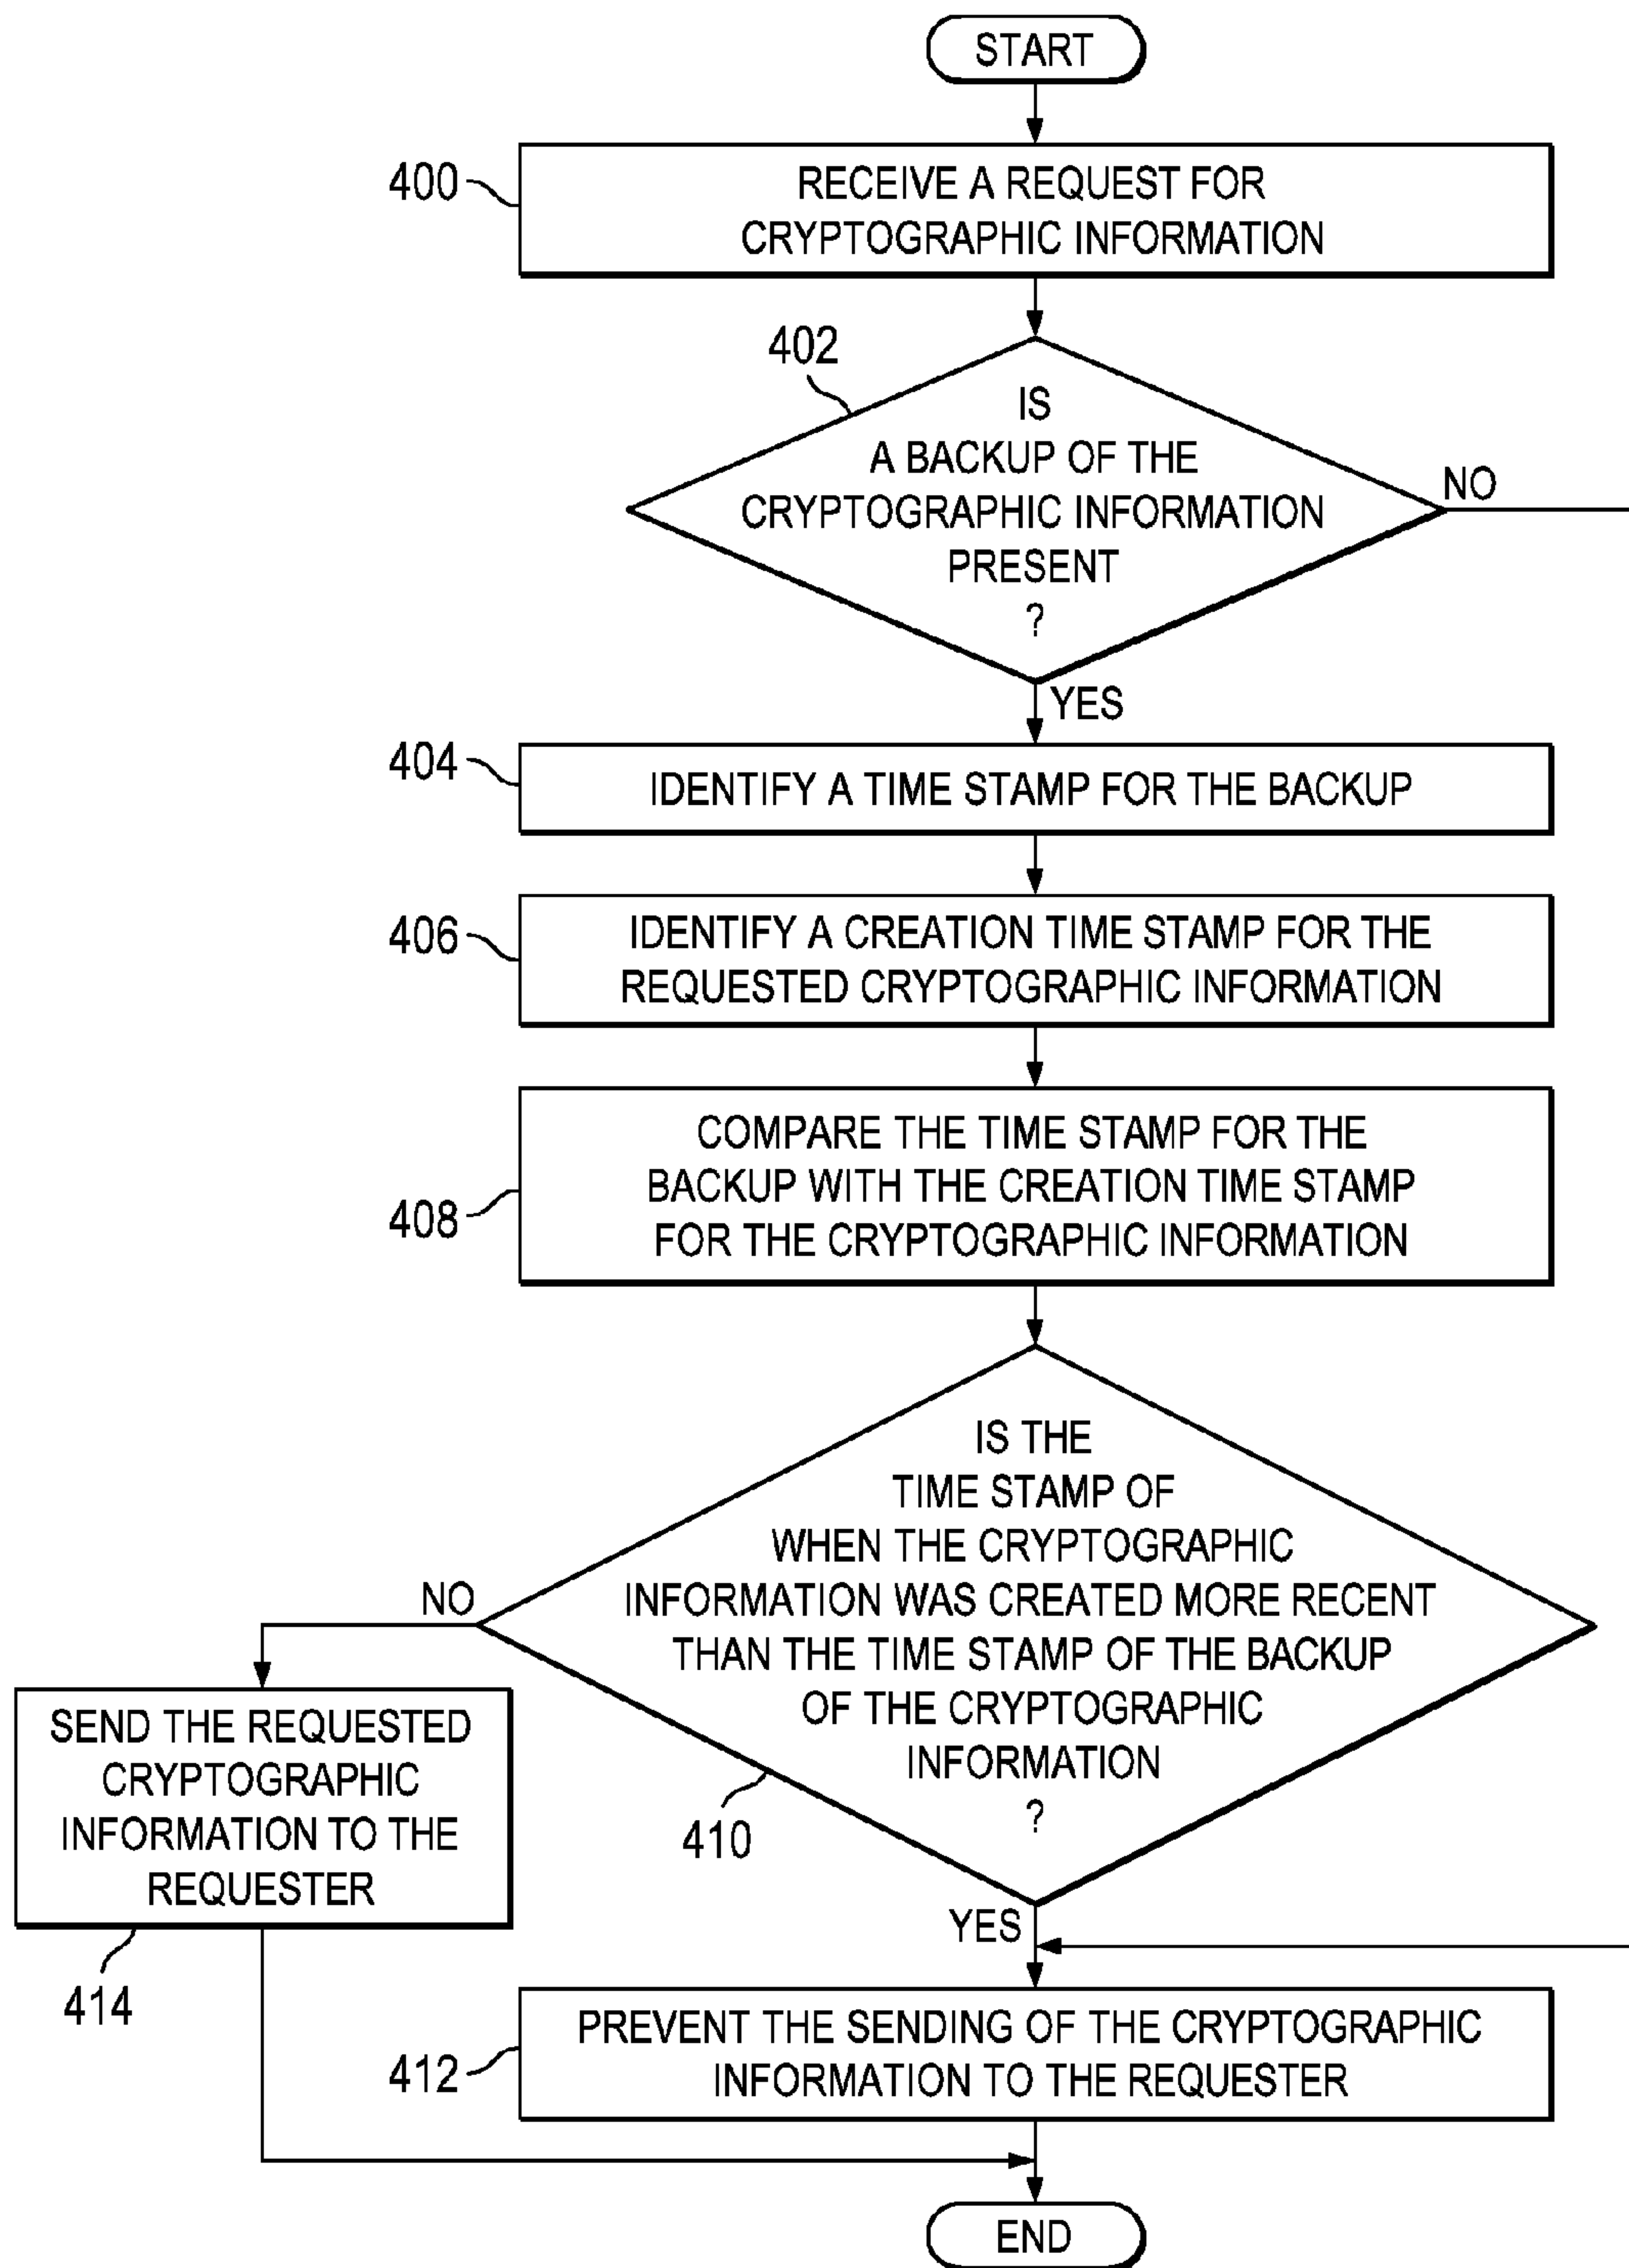 START
400
RECEIVE A REQUEST FOR
CRYPTOGRAPHIC INFORMATION
402
IS
A BACKUP OF THE
CRYPTOGRAPHIC INFORMATION
PRESENT
?
NO
YES
404
IDENTIFY A TIME STAMP FOR THE BACKUP
406
IDENTIFY A CREATION TIME STAMP FOR THE
REQUESTED CRYPTOGRAPHIC INFORMATION
408
COMPARE THE TIME STAMP FOR THE
BACKUP WITH THE CREATION TIME STAMP
FOR THE CRYPTOGRAPHIC INFORMATION
IS THE
TIME STAMP OF
WHEN THE CRYPTOGRAPHIC
INFORMATION WAS CREATED MORE RECENT
THAN THE TIME STAMP OF THE BACKUP
OF THE CRYPTOGRAPHIC
INFORMATION
?
410
NO
SEND THE REQUESTED
CRYPTOGRAPHIC
INFORMATION TO THE
REQUESTER
414
YES
412
PREVENT THE SENDING OF THE CRYPTOGRAPHIC
INFORMATION TO THE REQUESTER
END